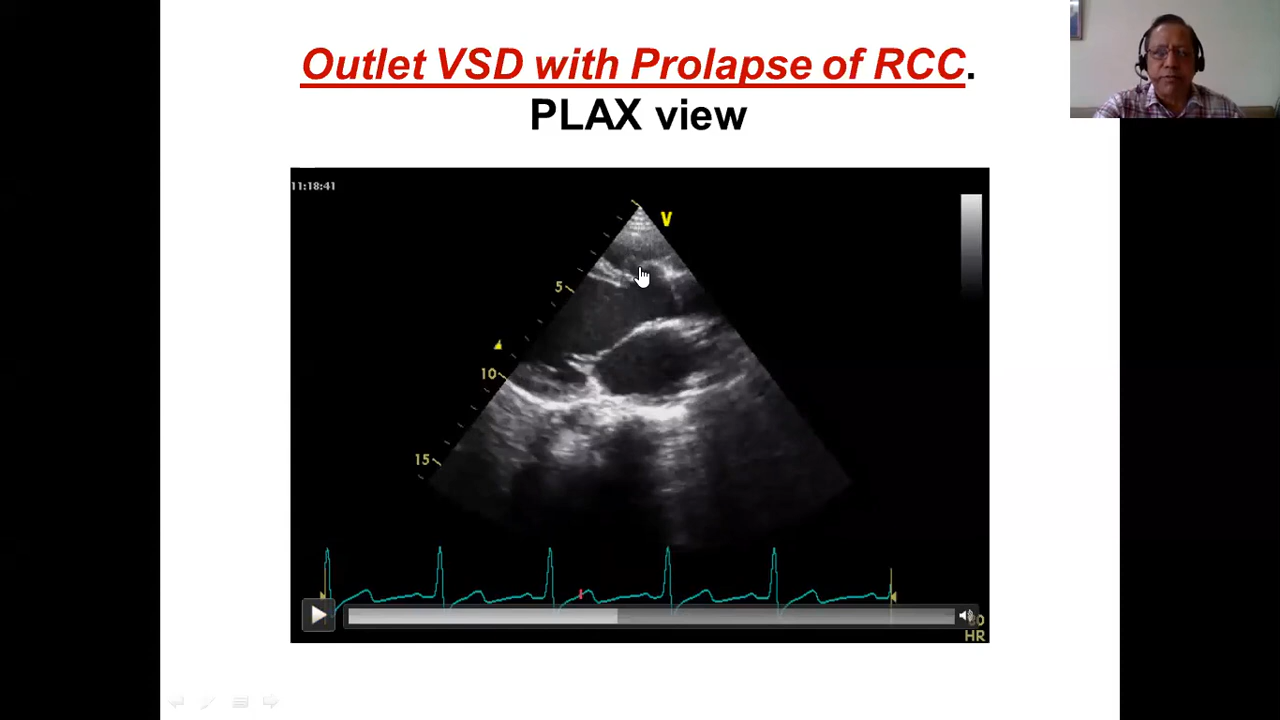 Outlet VSD with Prolapse of RCC.
PLAX view
11:18:41
V
5
10
15
HR